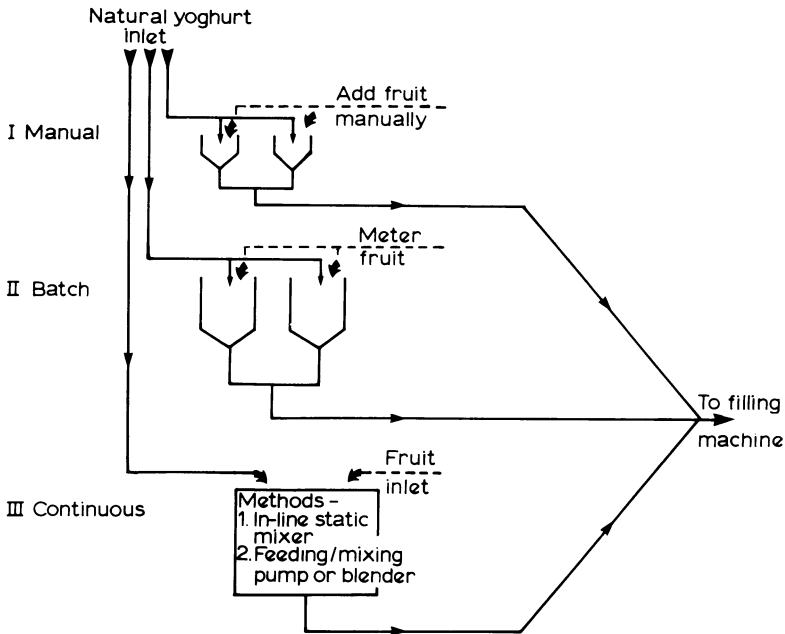 Natural yoghurt
inlet
Add fruit
manually
I Manual
Meter
fruit
II Batch
To filling
machine
Fruit
inlet
III Continuous
Methods –
1. In-line static
mixer
2. Feeding/mixing
pump or blender